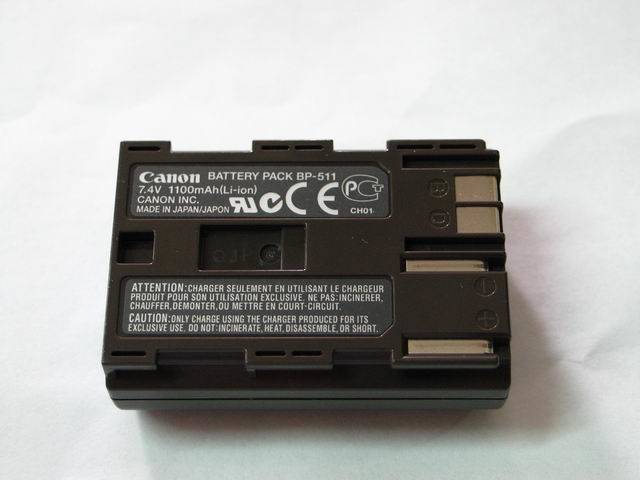 Canon BATTERY PACK BP-511
7.4V 1100mAh(Li-ion)
CANON INC.
MADE IN JAPAN/JAPON
CH01
B
D
ATTENTION: CHARGER SEULEMENT EN UTILISANT LE CHARGEUR
PRODUIT POUR SON UTILISATION EXCLUSIVE. NE PAS:INCINERER,
CHAUFFER,DEMONTER,OU METTRE EN COURT-CIRCUIT.
CAUTION:ONLY CHARGE USING THE CHARGER PRODUCED FOR ITS
EXCLUSIVE USE. DO NOT:INCINERATE, HEAT, DISASSEMBLE, OR SHORT.
−
+